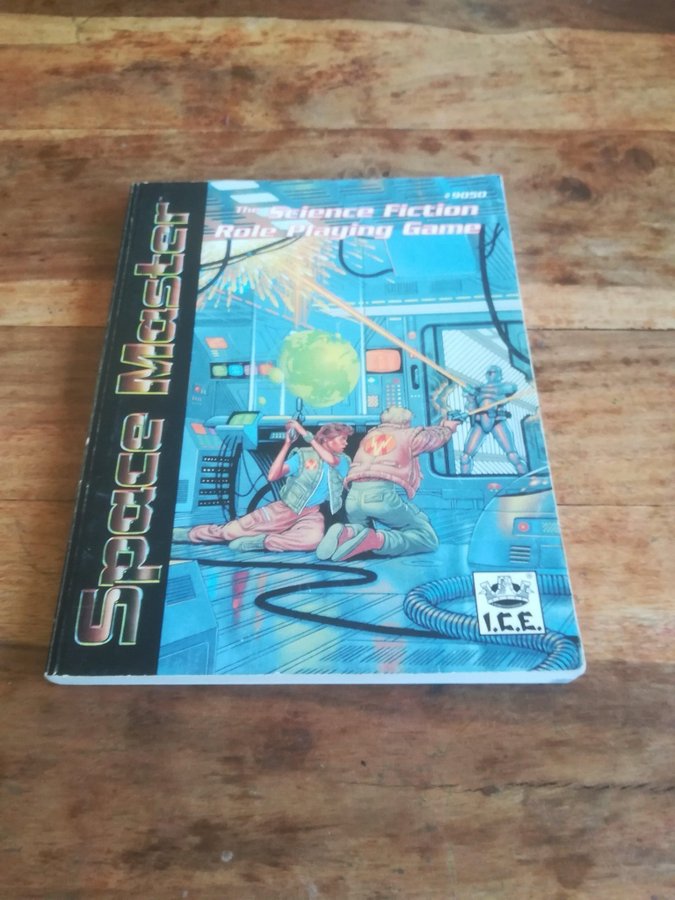 #9050
The Science Fiction
Role Playing Game
Space Master
I.C.E.